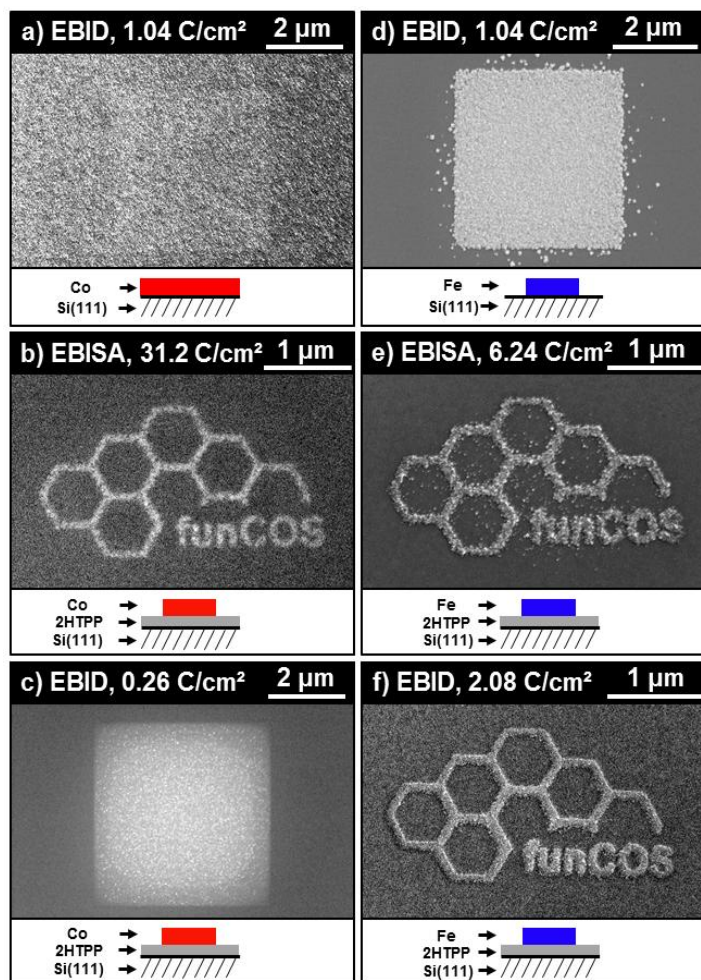 a) EBID, 1.04 C/cm² 2 µm
Co
Si(111)
b) EBISA, 31.2 C/cm² 1 µm
funCOS
Co
2HTPP
Si(111)
c) EBID, 0.26 C/cm² 2 µm
Co
2HTPP
Si(111)
d) EBID, 1.04 C/cm² 2 µm
Fe
Si(111)
e) EBISA, 6.24 C/cm² 1 µm
funCOS
Fe
2HTPP
Si(111)
f) EBID, 2.08 C/cm² 1 µm
funCOS
Fe
2HTPP
Si(111)